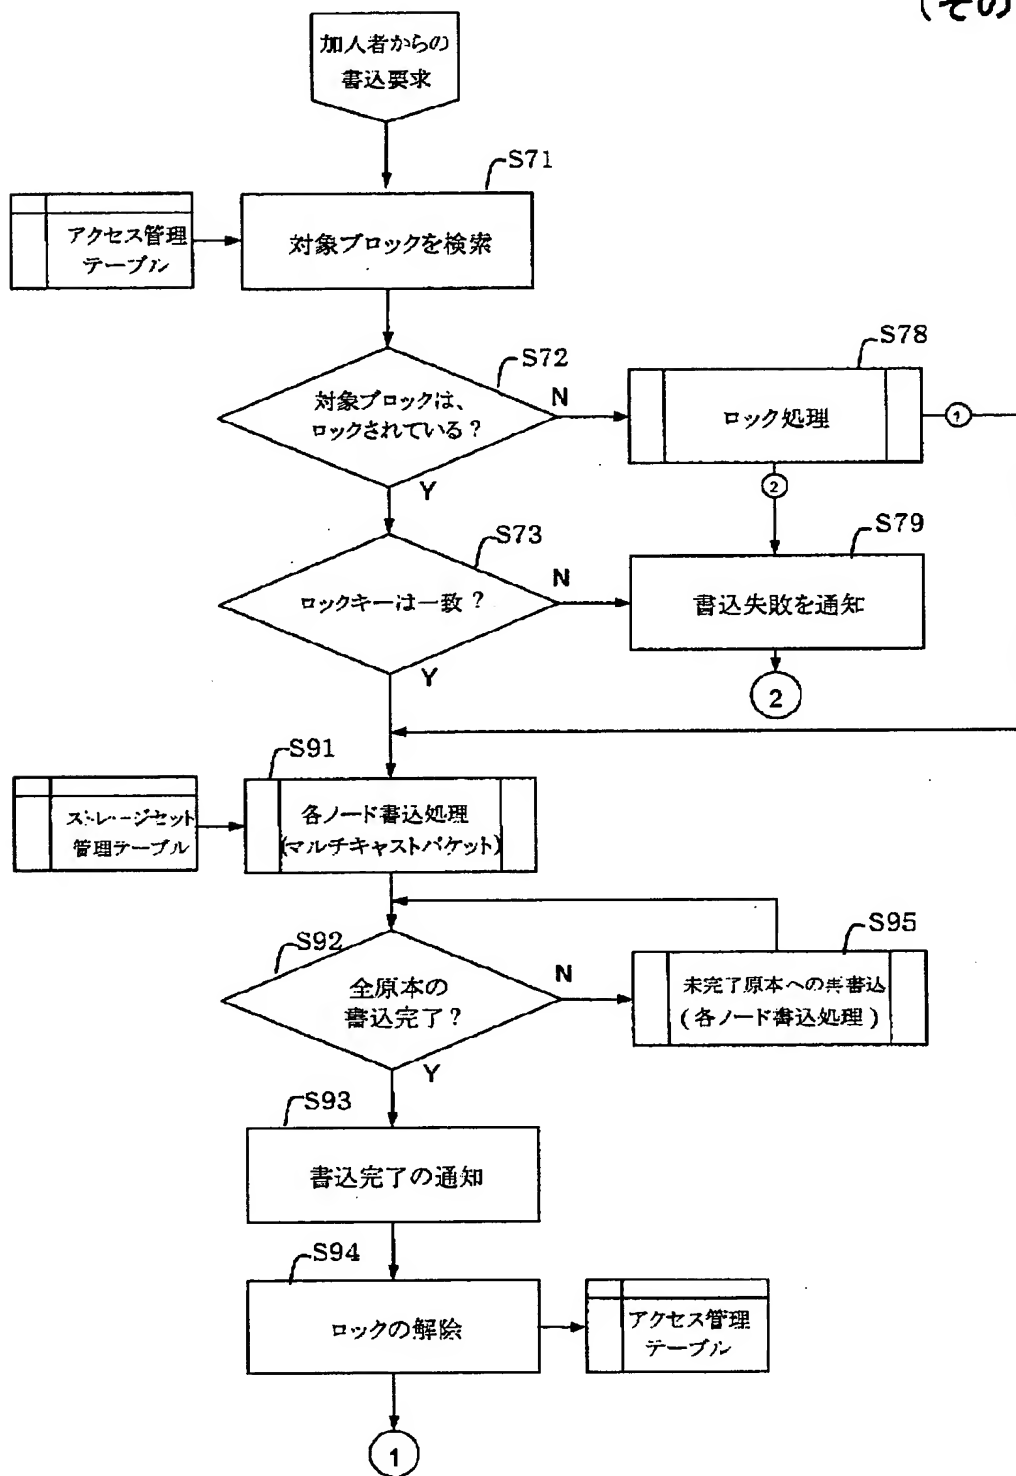 (その
加入者からの
書込要求
S71
アクセス管理
テーブル
対象ブロックを検索
S72
対象ブロックは、
ロックされている?
N
Y
S78
ロック処理
1
2
S73
ロックキーは一致?
N
Y
S79
書込失敗を通知
2
S91
ストレージセット
管理テーブル
各ノード書込処理
(マルチキャストパケット)
S92
全原本の
書込完了?
N
Y
S95
未完了原本への再書込
(各ノード書込処理)
S93
書込完了の通知
S94
ロックの解除
アクセス管理
テーブル
1